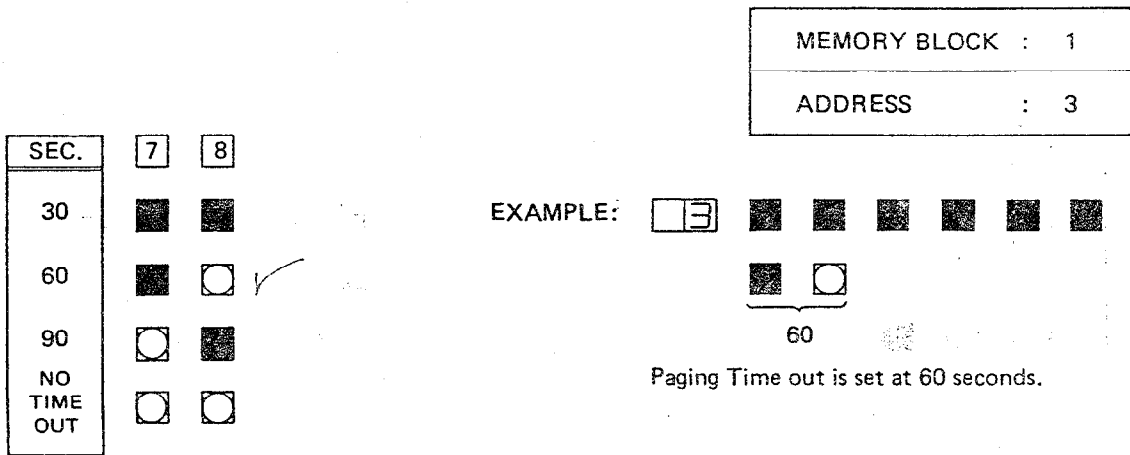 MEMORY BLOCK : 1
ADDRESS : 3
SEC. 7 8
30
60
90
NO
TIME
OUT
EXAMPLE: 3
60
Paging Time out is set at 60 seconds.